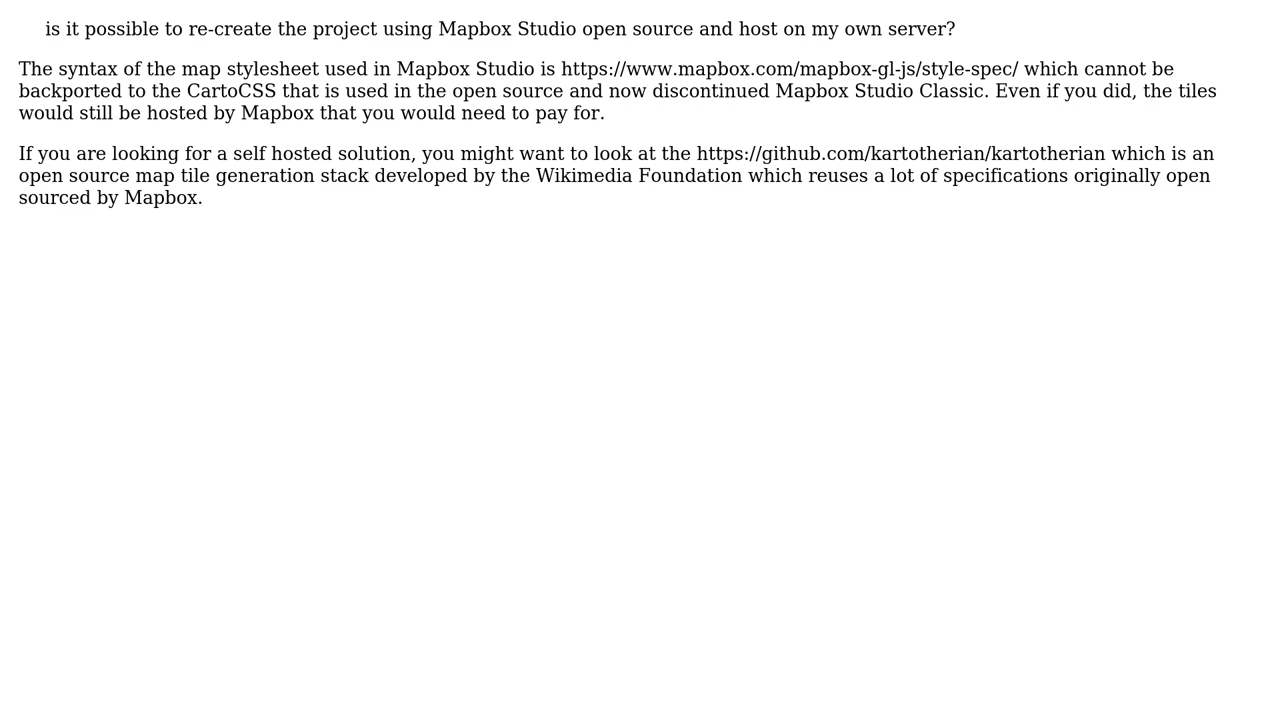 is it possible to re-create the project using Mapbox Studio open source and host on my own server?
The syntax of the map stylesheet used in Mapbox Studio is https://www.mapbox.com/mapbox-gl-js/style-spec/ which cannot be
backported to the CartoCSS that is used in the open source and now discontinued Mapbox Studio Classic. Even if you did, the tiles
would still be hosted by Mapbox that you would need to pay for.
If you are looking for a self hosted solution, you might want to look at the https://github.com/kartotherian/kartotherian which is an
open source map tile generation stack developed by the Wikimedia Foundation which reuses a lot of specifications originally open
sourced by Mapbox.